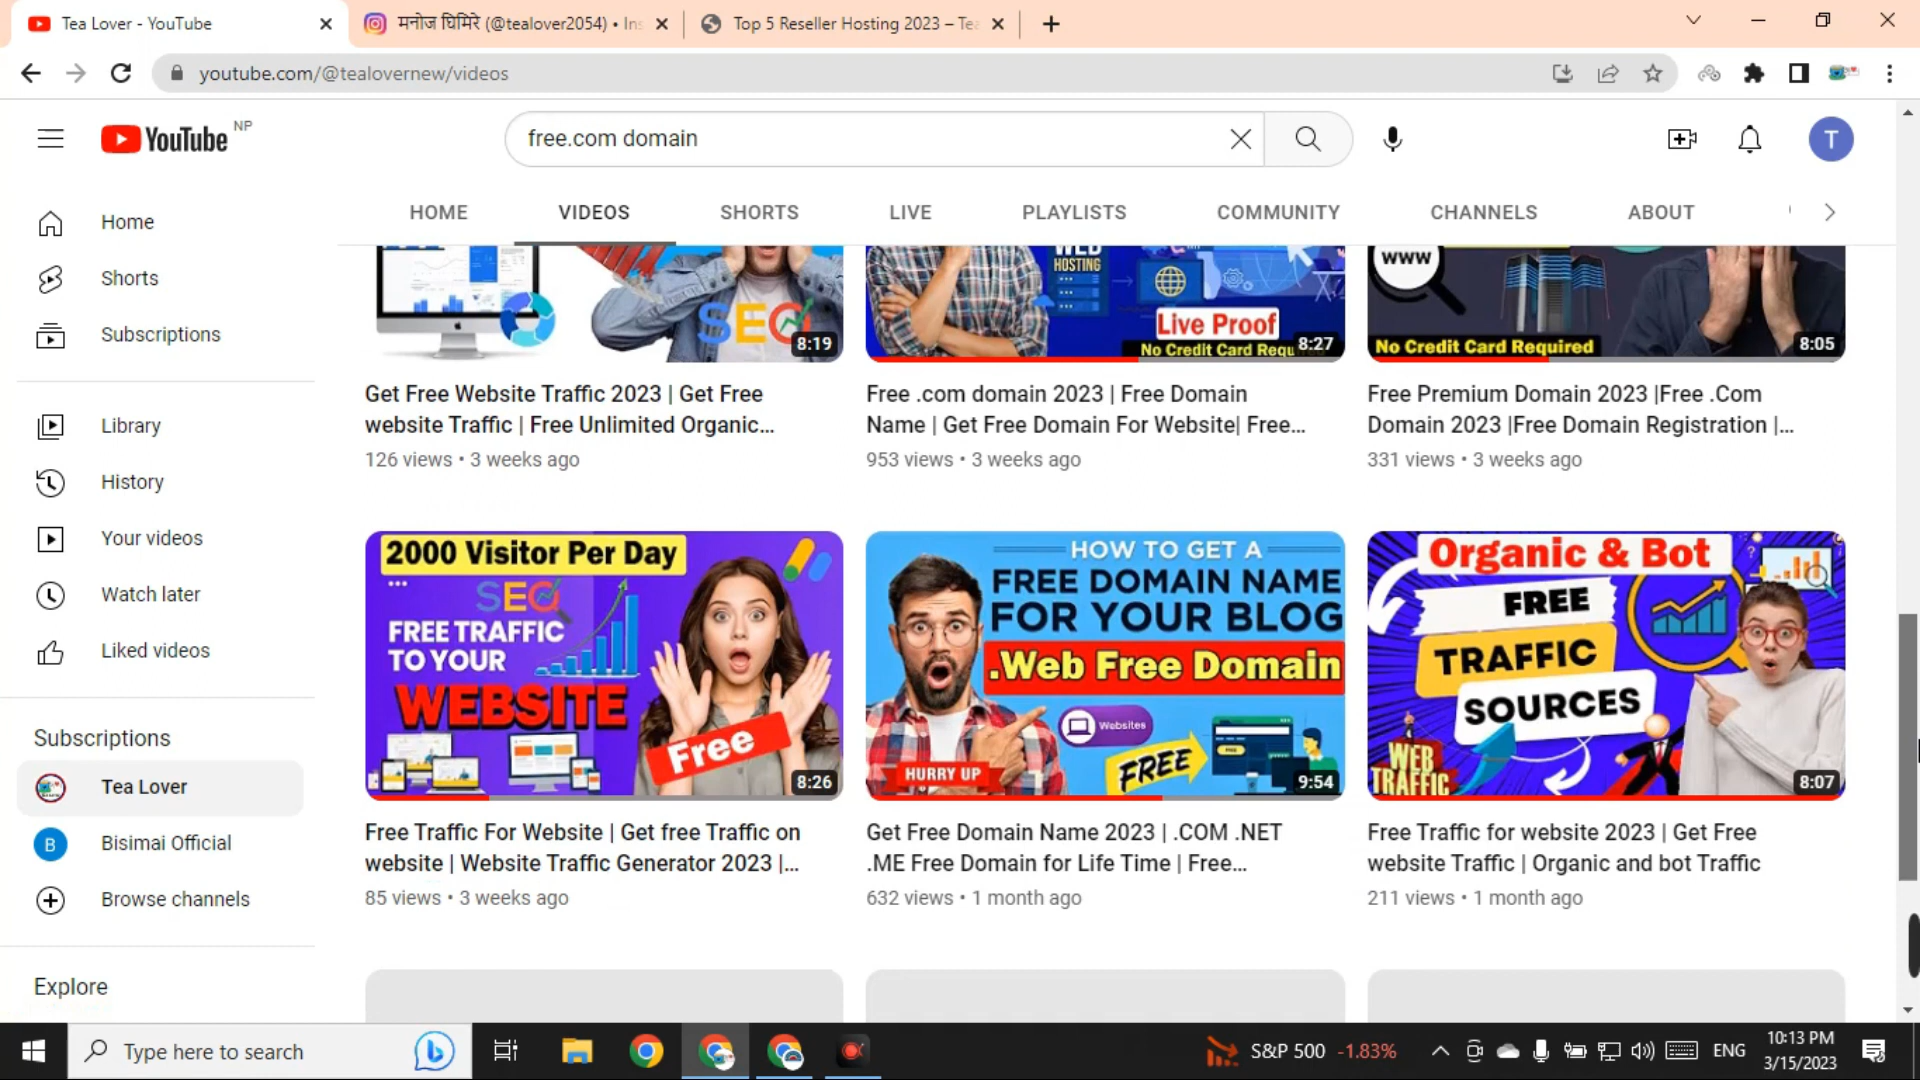 Tea Lover - YouTube
मनोज घिमिरे (@tealover2054) • Ins
Top 5 Reseller Hosting 2023 – Tea
youtube.com/@tealovernew/videos
YouTube NP
free.com domain
T
HOME VIDEOS SHORTS LIVE PLAYLISTS COMMUNITY CHANNELS ABOUT
Home
Shorts
Subscriptions
Library
History
Your videos
Watch later
Liked videos
Subscriptions
Tea Lover
B Bisimai Official
Browse channels
Explore
SEO
8:19
WEB
HOSTING
Live Proof
No Credit Card Requ
8:27
www
No Credit Card Required
8:05
Get Free Website Traffic 2023 | Get Free
website Traffic | Free Unlimited Organic...
126 views • 3 weeks ago
Free .com domain 2023 | Free Domain
Name | Get Free Domain For Website| Free...
953 views • 3 weeks ago
Free Premium Domain 2023 |Free .Com
Domain 2023 |Free Domain Registration |...
331 views • 3 weeks ago
2000 Visitor Per Day
SEO
FREE TRAFFIC
TO YOUR
WEBSITE
Free
8:26
HOW TO GET A
FREE DOMAIN NAME
FOR YOUR BLOG
.Web Free Domain
Websites
FREE
HURRY UP
9:54
Organic & Bot
FREE
TRAFFIC
SOURCES
WEB
TRAFFIC
8:07
Free Traffic For Website | Get free Traffic on
website | Website Traffic Generator 2023 |...
85 views • 3 weeks ago
Get Free Domain Name 2023 | .COM .NET
.ME Free Domain for Life Time | Free...
632 views • 1 month ago
Free Traffic for website 2023 | Get Free
website Traffic | Organic and bot Traffic
211 views • 1 month ago
Type here to search
S&P 500 -1.83%
ENG
10:13 PM
3/15/2023